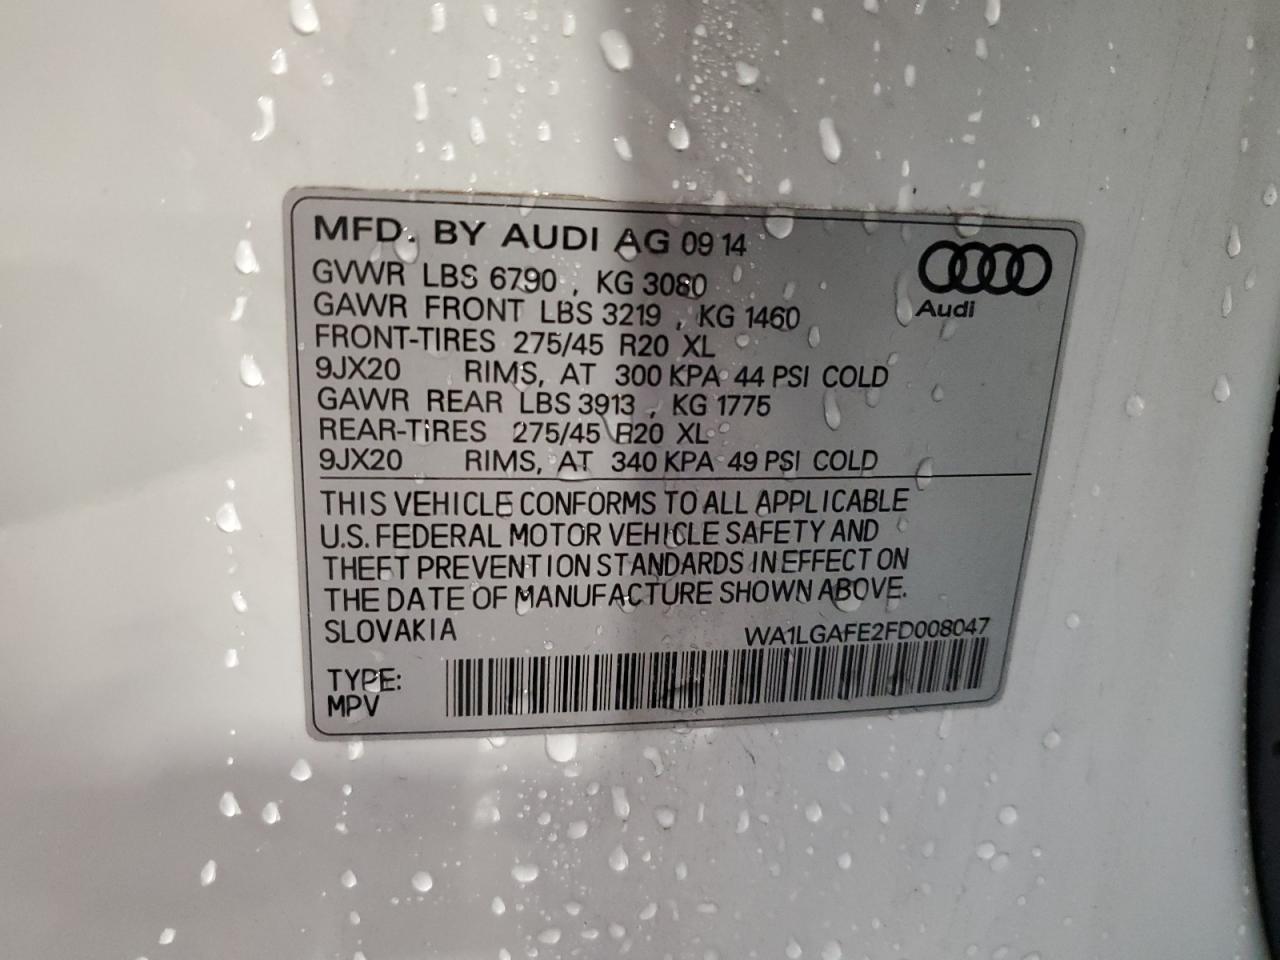 MFD. BY AUDI AG 09 14
GVWR LBS 6790 , KG 3080
GAWR FRONT LBS 3219 , KG 1460
FRONT-TIRES 275/45 R20 XL
9JX20 RIMS, AT 300 KPA 44 PSI COLD
GAWR REAR LBS 3913 , KG 1775
REAR-TIRES 275/45 R20 XL
9JX20 RIMS, AT 340 KPA 49 PSI COLD
Audi
THIS VEHICLE CONFORMS TO ALL APPLICABLE
U.S. FEDERAL MOTOR VEHICLE SAFETY AND
THEFT PREVENTION STANDARDS IN EFFECT ON
THE DATE OF MANUFACTURE SHOWN ABOVE.
SLOVAKIA WA1LGAFE2FD008047
TYPE:
MPV